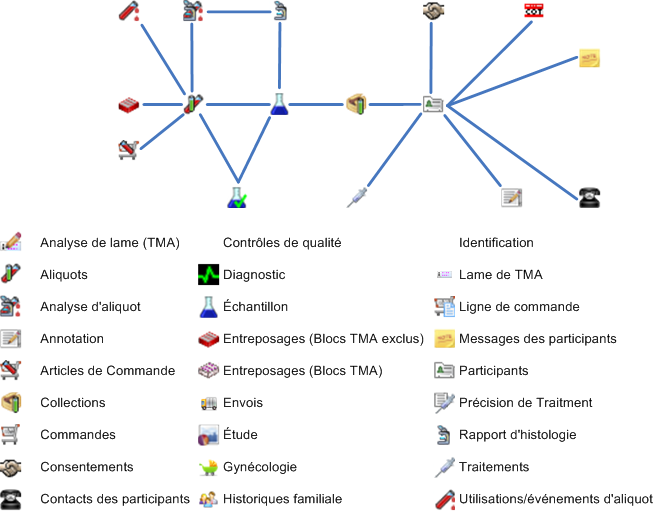 COT
Analyse de lame (TMA) Contrôles de qualité Identification
Aliquots Diagnostic Lame de TMA
Analyse d'aliquot Échantillon Ligne de commande
Annotation Entreposages (Blocs TMA exclus) Messages des participants
Articles de Commande Entreposages (Blocs TMA) Participants
Collections Envois Précision de Traitment
Commandes Étude Rapport d'histologie
Consentements Gynécologie Traitements
Contacts des participants Historiques familiale Utilisations/événements d'aliquot